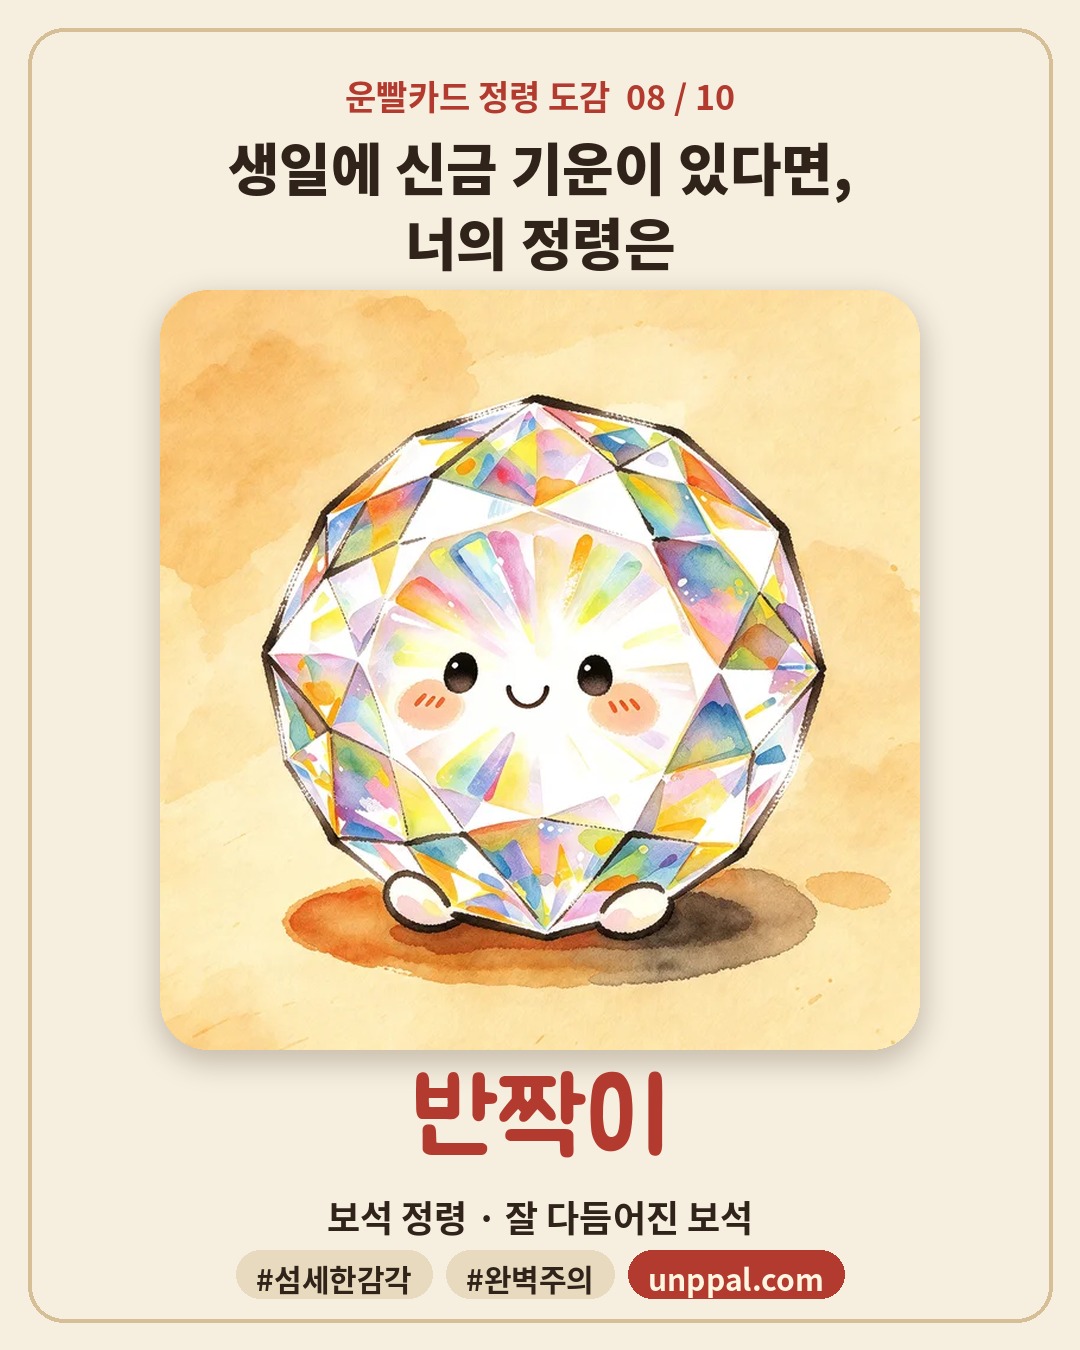 운빨카드 정령 도감 08 / 10
생일에 신금 기운이 있다면,
너의 정령은
반짝이
보석 정령 · 잘 다듬어진 보석
#섬세한감각 #완벽주의 unppal.com